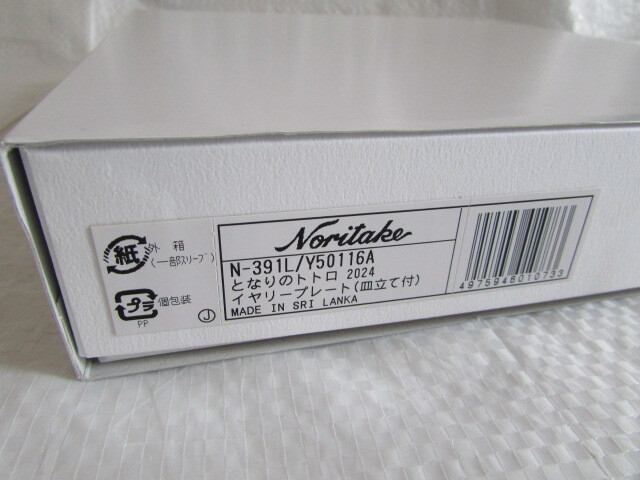 紙
外 箱
(一部スリーブ)
プラ
個包装
PP
J
Noritake
N-391L/Y50116A
となりのトトロ 2024
イヤリープレート(皿立て付)
MADE IN SRI LANKA
4975946010733